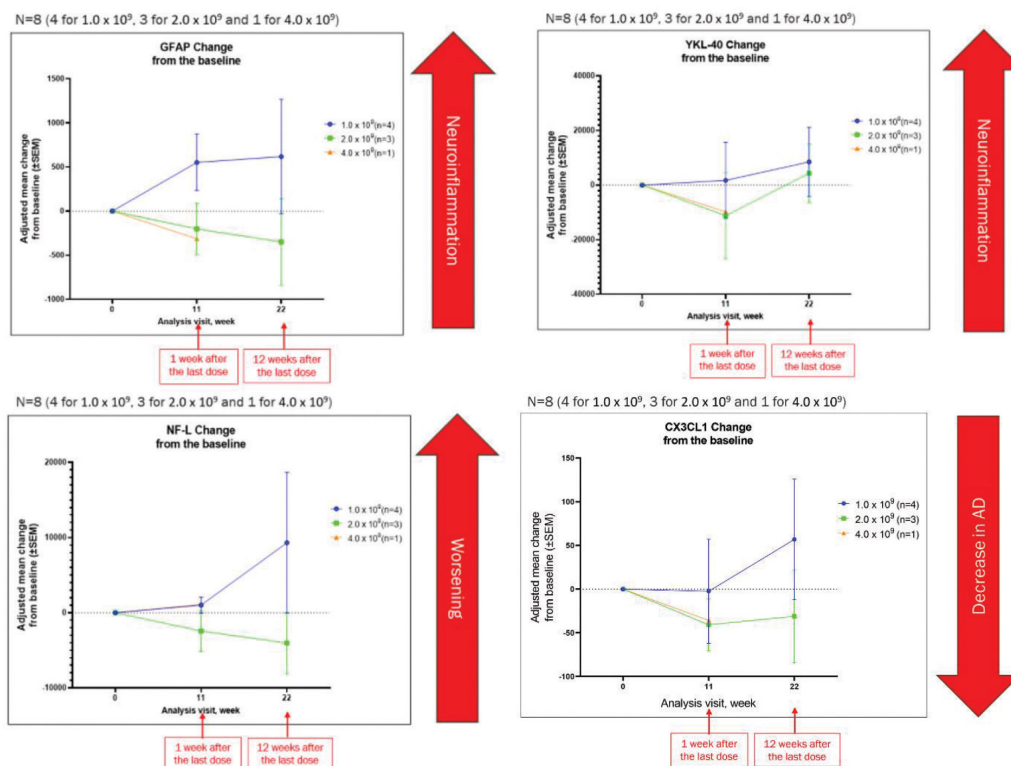 N=8 (4 for 1.0 x 10⁹, 3 for 2.0 x 10⁹ and 1 for 4.0 x 10⁹)
GFAP Change
from the baseline
Adjusted mean change
from baseline (±SEM)
1500
1000
500
0
-500
-1000
0
11
22
Analysis visit, week
1.0 x 10⁹(n=4)
2.0 x 10⁹(n=3)
4.0 x 10⁹(n=1)
1 week after
the last dose
12 weeks after
the last dose
Neuroinflammation
N=8 (4 for 1.0 x 10⁹, 3 for 2.0 x 10⁹ and 1 for 4.0 x 10⁹)
YKL-40 Change
from the baseline
Adjusted mean change
from baseline (±SEM)
40000
20000
0
-20000
-40000
0
11
22
Analysis visit, week
1.0 x 10⁹(n=4)
2.0 x 10⁹(n=3)
4.0 x 10⁹(n=1)
1 week after
the last dose
12 weeks after
the last dose
Neuroinflammation
N=8 (4 for 1.0 x 10⁹, 3 for 2.0 x 10⁹ and 1 for 4.0 x 10⁹)
NF-L Change
from the baseline
Adjusted mean change
from baseline (±SEM)
20000
10000
0
-10000
0
11
22
Analysis visit, week
1.0 x 10⁹(n=4)
2.0 x 10⁹(n=3)
4.0 x 10⁹(n=1)
1 week after
the last dose
12 weeks after
the last dose
Worsening
N=8 (4 for 1.0 x 10⁹, 3 for 2.0 x 10⁹ and 1 for 4.0 x 10⁹)
CX3CL1 Change
from the baseline
Adjusted mean change
from baseline (±SEM)
150
100
50
0
-50
-100
0
11
22
Analysis visit, week
1.0 x 10⁹ (n=4)
2.0 x 10⁹ (n=3)
4.0 x 10⁹ (n=1)
1 week after
the last dose
12 weeks after
the last dose
Decrease in AD